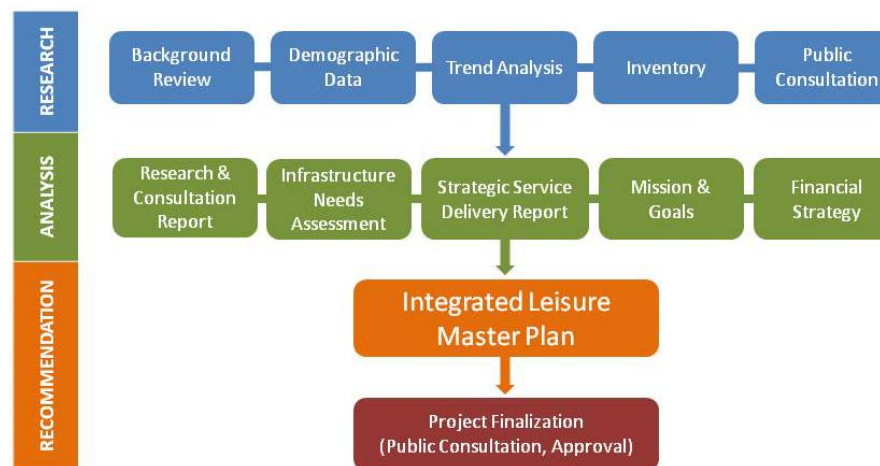 RESEARCH
Background
Review
Demographic
Data
Trend Analysis
Inventory
Public
Consultation
ANALYSIS
Research &
Consultation
Report
Infrastructure
Needs
Assessment
Strategic Service
Delivery Report
Mission &
Goals
Financial
Strategy
RECOMMENDATION
Integrated Leisure
Master Plan
Project Finalization
(Public Consultation, Approval)